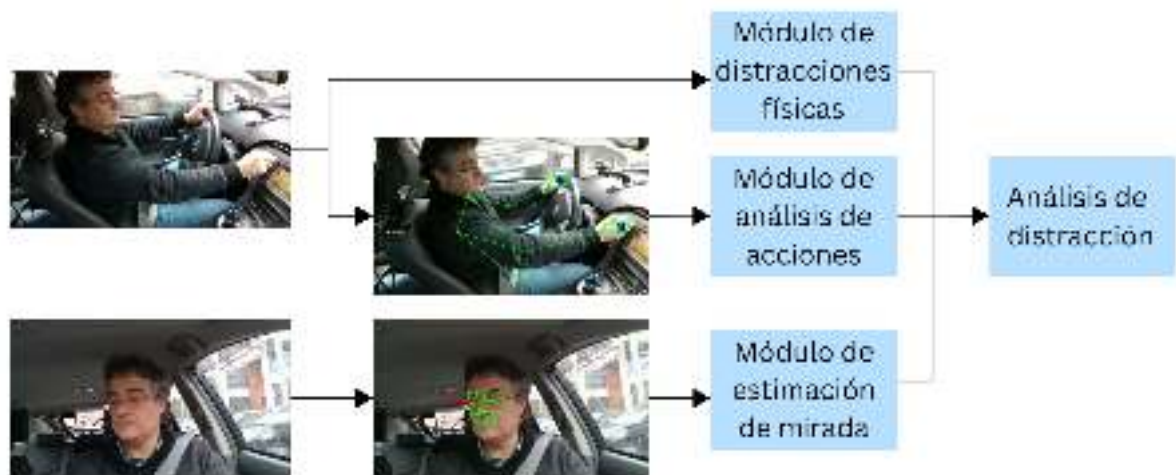 Módulo de
distracciones
físicas
Módulo de
análisis de
acciones
Análisis de
distracción
Módulo de
estimación
de mirada